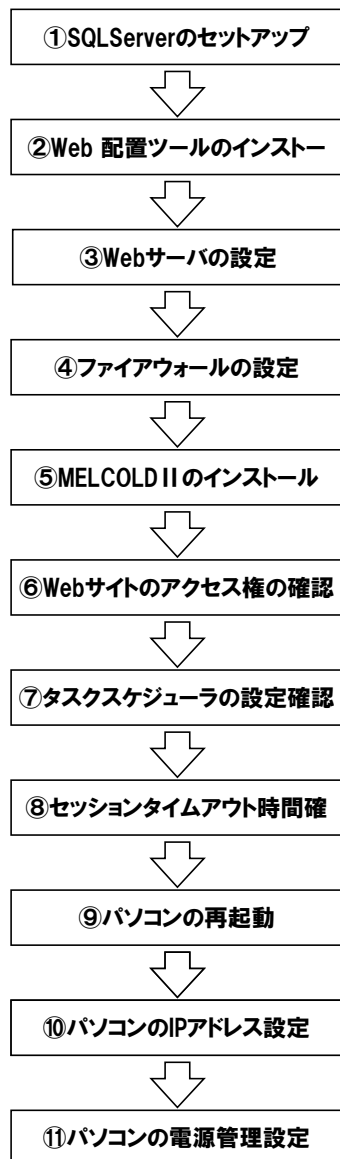 ①SQLServerのセットアップ
②Web 配置ツールのインストー
③Webサーバの設定
④ファイアウォールの設定
⑤MELCOLDⅡのインストール
⑥Webサイトのアクセス権の確認
⑦タスクスケジューラの設定確認
⑧セッションタイムアウト時間確
⑨パソコンの再起動
⑩パソコンのIPアドレス設定
⑪パソコンの電源管理設定